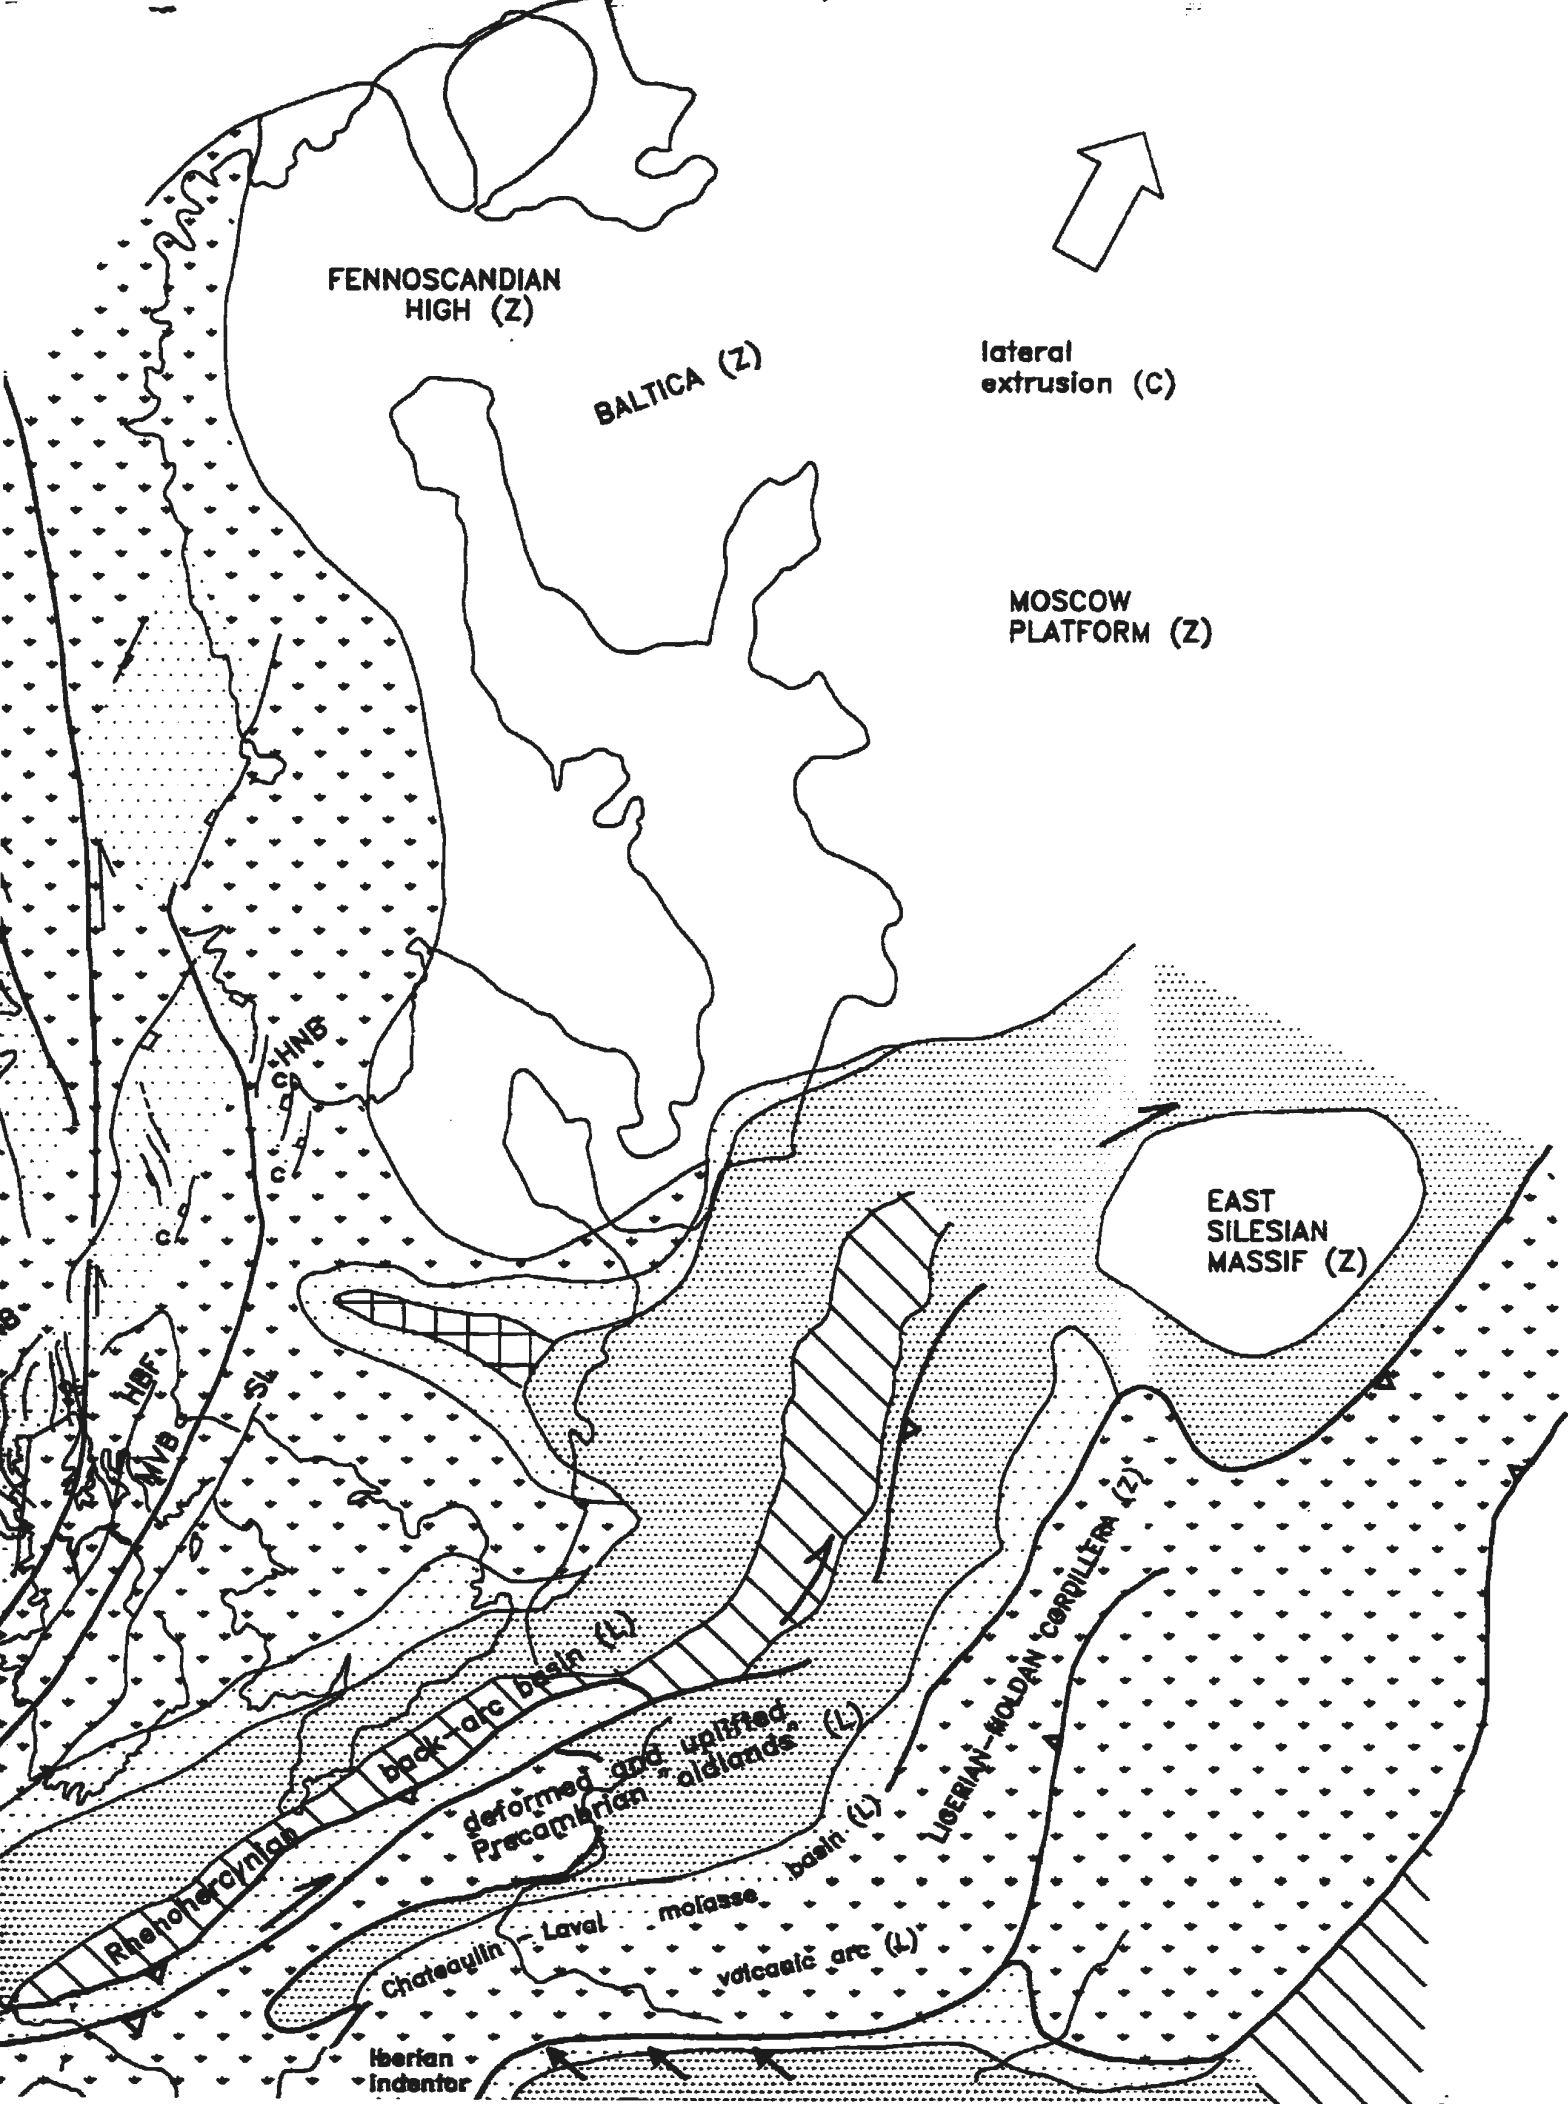 FENNOSCANDIAN
HIGH (Z)
BALTICA (Z)
lateral
extrusion (C)
MOSCOW
PLATFORM (Z)
HNB
C
C
C
EAST
SILESIAN
MASSIF (Z)
HBF
SL
MVB
LIGERIAN-MOLDAN CORDILLERA (Z)
Rhenohercynian back-arc basin (L)
deformed and uplifted
Precambrian "oldlands" (L)
Chateaulin - Laval molasse basin (L)
volcanic arc (L)
Iberian
indentor